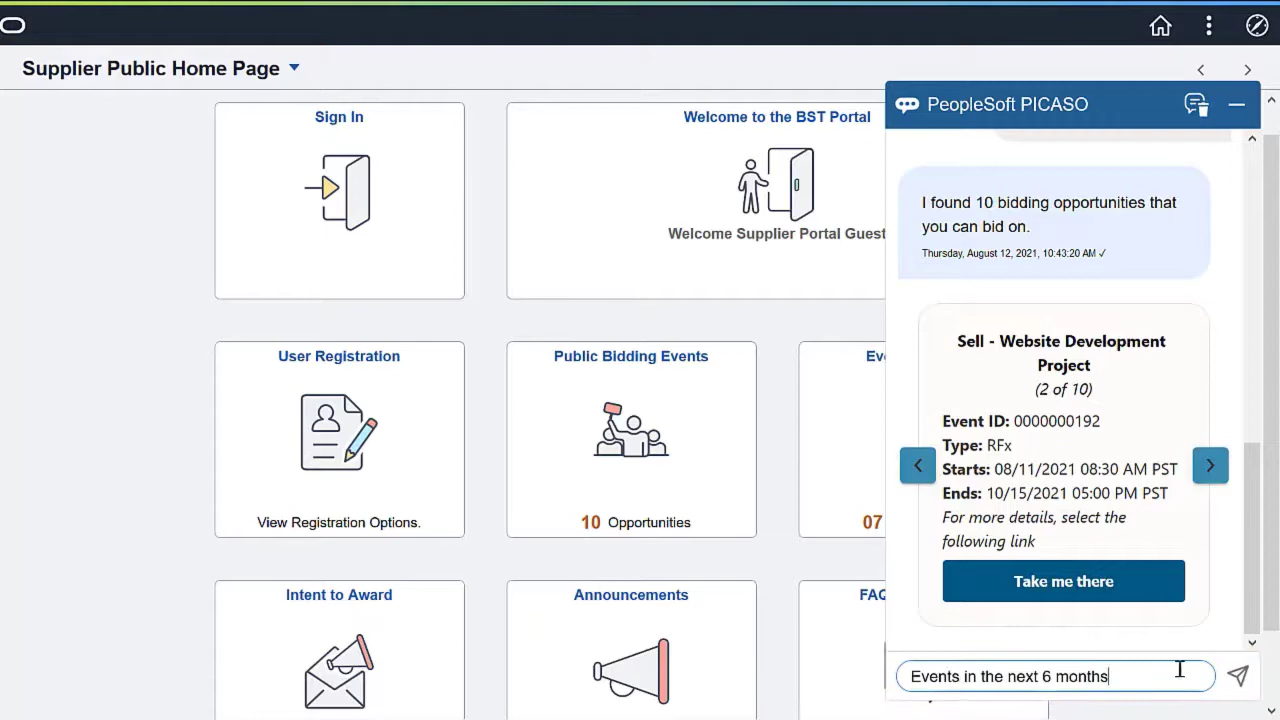 Supplier Public Home Page
PeopleSoft PICASO
Sign In
Welcome to the BST Portal
Welcome Supplier Portal Guest
I found 10 bidding opportunities that
you can bid on.
Thursday, August 12, 2021, 10:43:20 AM ✓
User Registration
View Registration Options.
Public Bidding Events
10 Opportunities
07
Sell - Website Development
Project
(2 of 10)
Event ID: 0000000192
Type: RFx
Starts: 08/11/2021 08:30 AM PST
Ends: 10/15/2021 05:00 PM PST
For more details, select the
following link
Take me there
Intent to Award
Announcements
FAQ
Events in the next 6 months